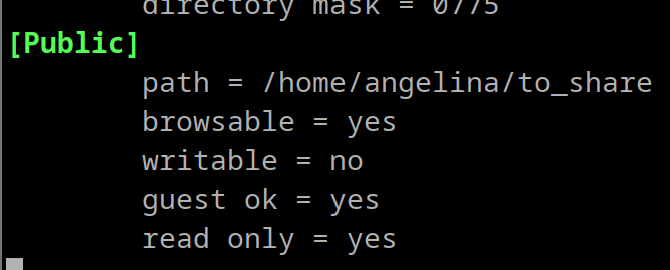 directory mask = 0775
[Public]
path = /home/angelina/to_share
browsable = yes
writable = no
guest ok = yes
read only = yes